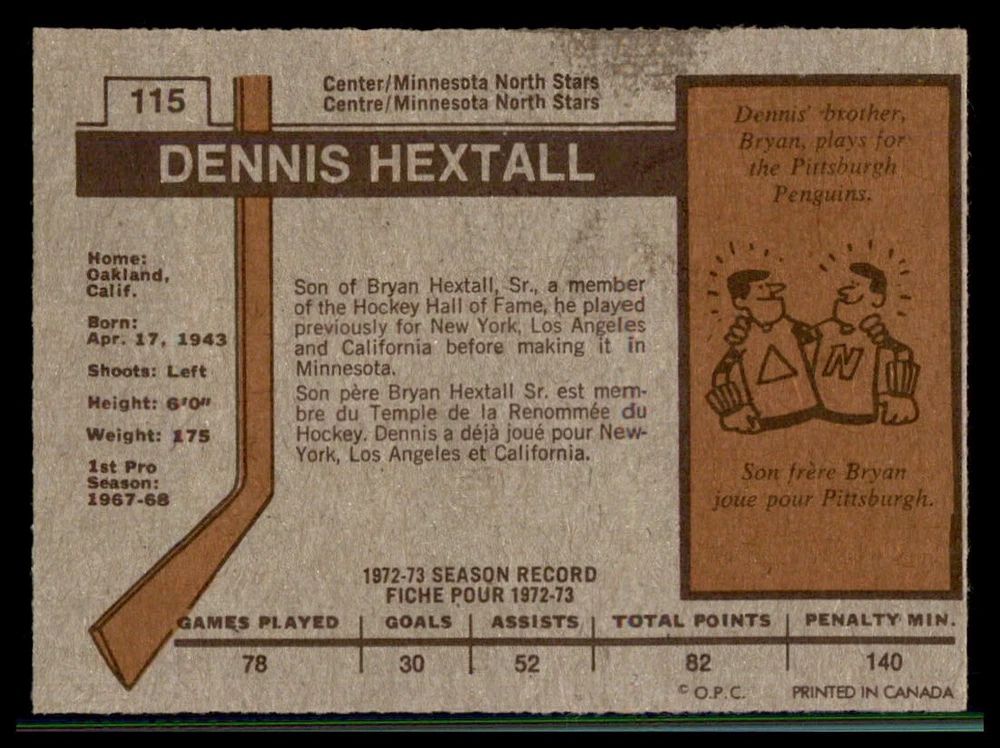 115
Center/Minnesota North Stars
Centre/Minnesota North Stars
DENNIS HEXTALL
Home:
Oakland,
Calif.
Born:
Apr. 17, 1943
Shoots: Left
Height: 6'0"
Weight: 175
1st Pro
Season:
1967-68
Son of Bryan Hextall, Sr., a member
of the Hockey Hall of Fame, he played
previously for New York, Los Angeles
and California before making it in
Minnesota.
Son père Bryan Hextall Sr. est mem-
bre du Temple de la Renommée du
Hockey. Dennis a déjà joué pour New-
York, Los Angeles et California.
Dennis' brother,
Bryan, plays for
the Pittsburgh
Penguins.
N
Son frère Bryan
joue pour Pittsburgh.
1972-73 SEASON RECORD
FICHE POUR 1972-73
GAMES PLAYED GOALS ASSISTS TOTAL POINTS PENALTY MIN.
78 30 52 82 140
© O.P.C. PRINTED IN CANADA